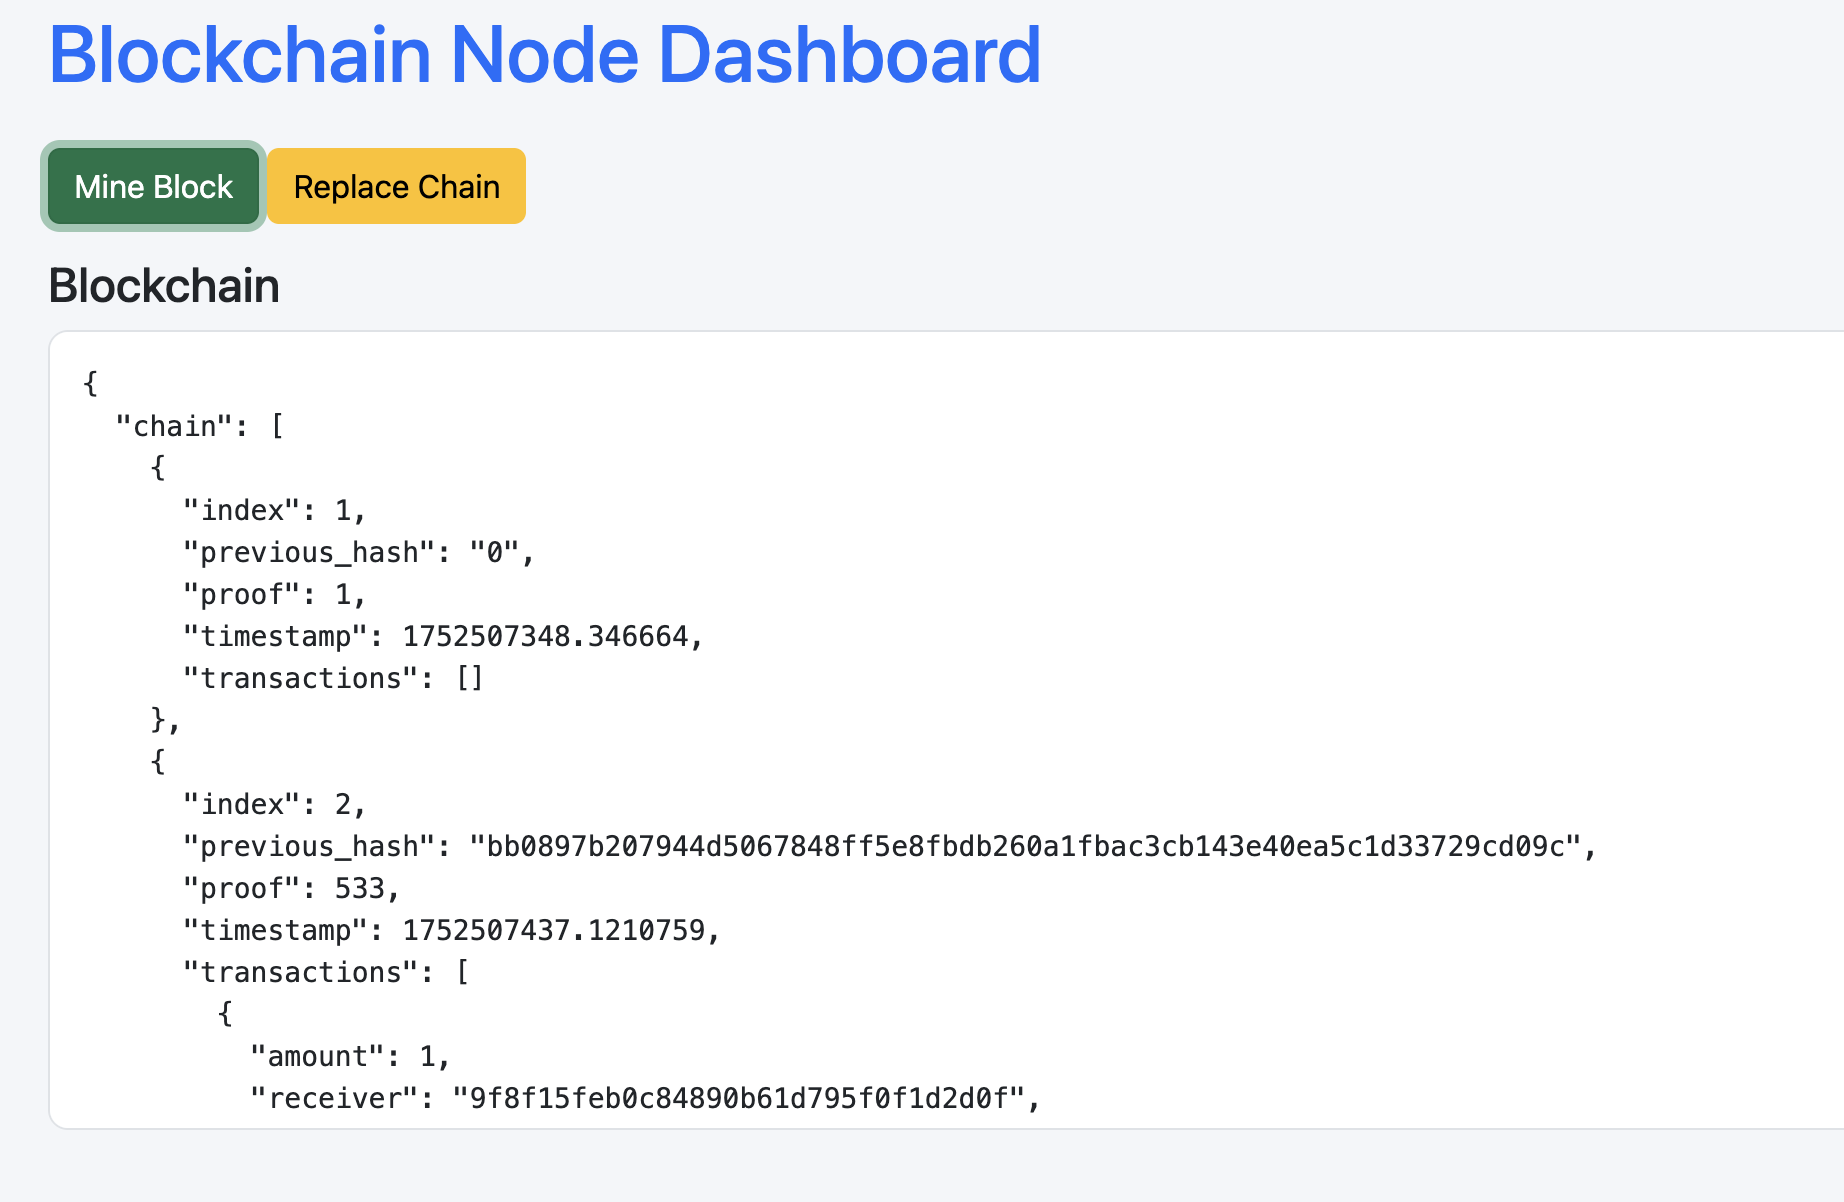 Blockchain Node Dashboard
Mine Block Replace Chain
Blockchain
{
"chain": [
{
"index": 1,
"previous_hash": "0",
"proof": 1,
"timestamp": 1752507348.346664,
"transactions": []
},
{
"index": 2,
"previous_hash": "bb0897b207944d5067848ff5e8fbdb260a1fbac3cb143e40ea5c1d33729cd09c",
"proof": 533,
"timestamp": 1752507437.1210759,
"transactions": [
{
"amount": 1,
"receiver": "9f8f15feb0c84890b61d795f0f1d2d0f",